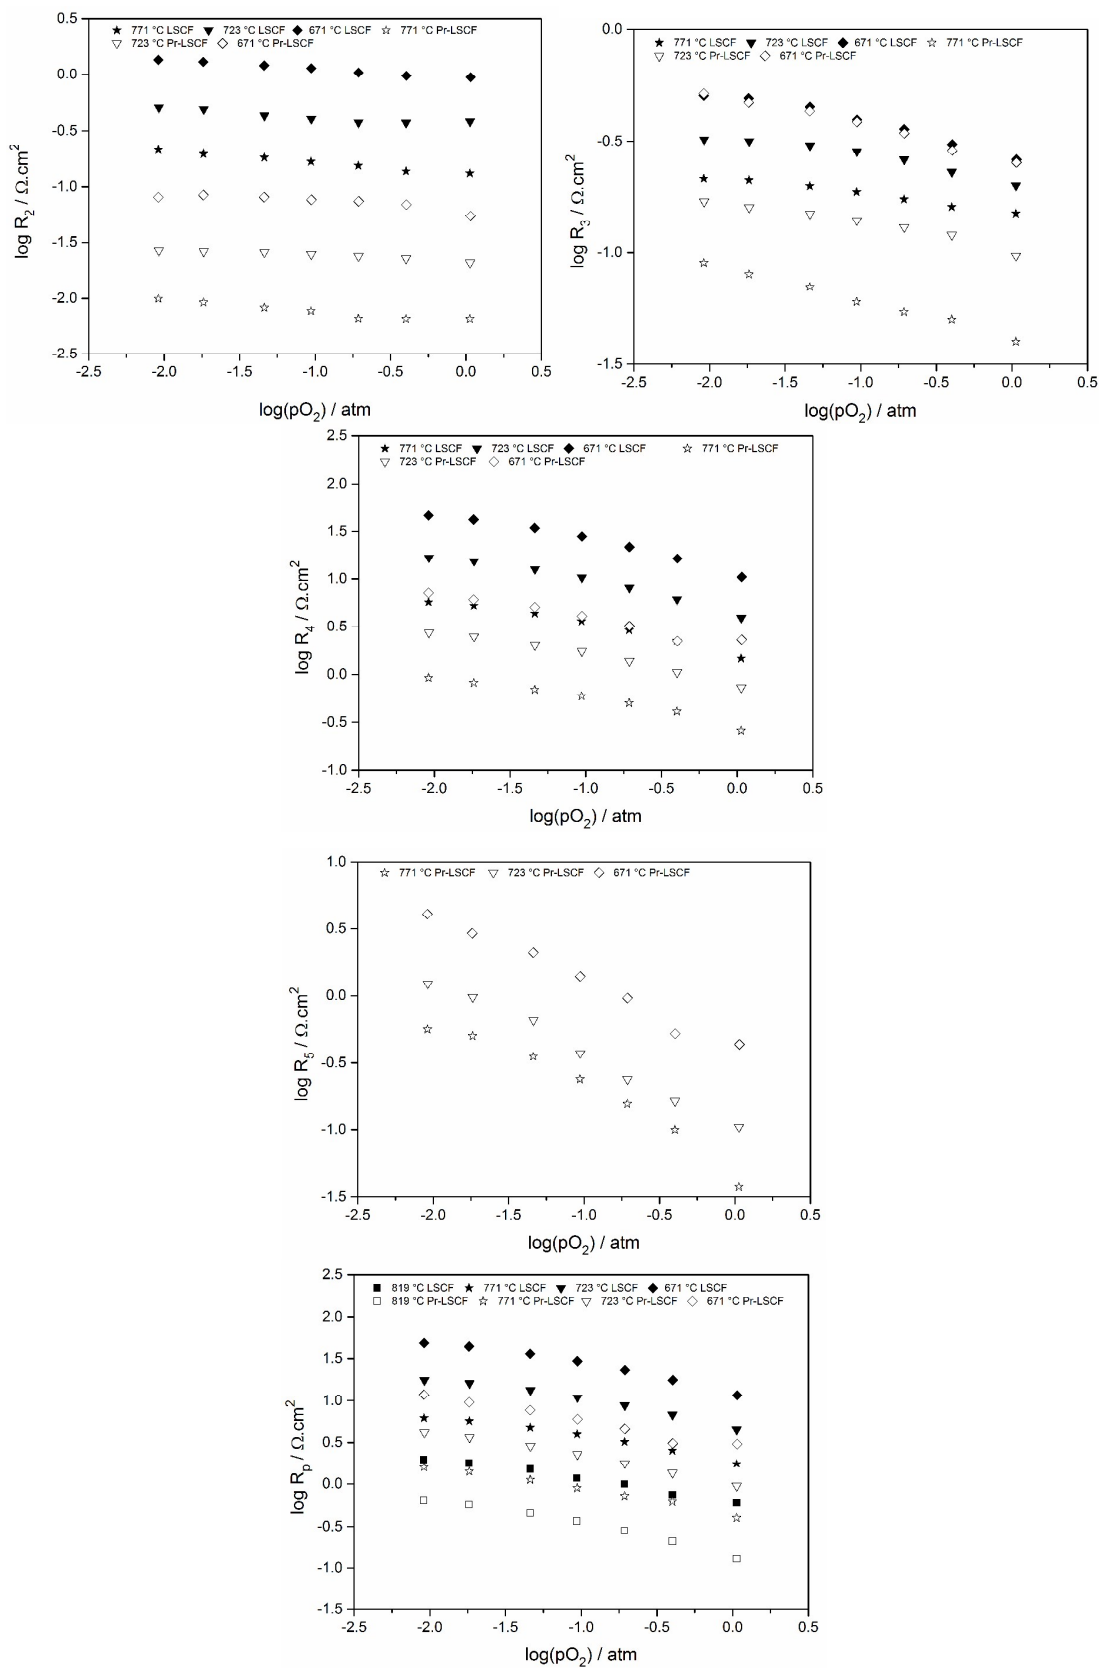 ★ 771 °C LSCF ▼ 723 °C LSCF ◆ 671 °C LSCF ☆ 771 °C Pr-LSCF
▽ 723 °C Pr-LSCF ◇ 671 °C Pr-LSCF
0.5
0.0
-0.5
-1.0
-1.5
-2.0
-2.5
log R2 / Ω.cm2
-2.5 -2.0 -1.5 -1.0 -0.5 0.0 0.5
log(pO2) / atm
★ 771 °C LSCF ▼ 723 °C LSCF ◆ 671 °C LSCF ☆ 771 °C Pr-LSCF
▽ 723 °C Pr-LSCF ◇ 671 °C Pr-LSCF
0.0
-0.5
-1.0
-1.5
log R3 / Ω.cm2
-2.5 -2.0 -1.5 -1.0 -0.5 0.0 0.5
log(pO2) / atm
★ 771 °C LSCF ▼ 723 °C LSCF ◆ 671 °C LSCF ☆ 771 °C Pr-LSCF
▽ 723 °C Pr-LSCF ◇ 671 °C Pr-LSCF
2.5
2.0
1.5
1.0
0.5
0.0
-0.5
-1.0
log R4 / Ω.cm2
-2.5 -2.0 -1.5 -1.0 -0.5 0.0 0.5
log(pO2) / atm
☆ 771 °C Pr-LSCF ▽ 723 °C Pr-LSCF ◇ 671 °C Pr-LSCF
1.0
0.5
0.0
-0.5
-1.0
-1.5
log R5 / Ω.cm2
-2.5 -2.0 -1.5 -1.0 -0.5 0.0 0.5
log(pO2) / atm
■ 819 °C LSCF ★ 771 °C LSCF ▼ 723 °C LSCF ◆ 671 °C LSCF
□ 819 °C Pr-LSCF ☆ 771 °C Pr-LSCF ▽ 723 °C Pr-LSCF ◇ 671 °C Pr-LSCF
2.5
2.0
1.5
1.0
0.5
0.0
-0.5
-1.0
-1.5
log Rp / Ω.cm2
-2.5 -2.0 -1.5 -1.0 -0.5 0.0 0.5
log(pO2) / atm